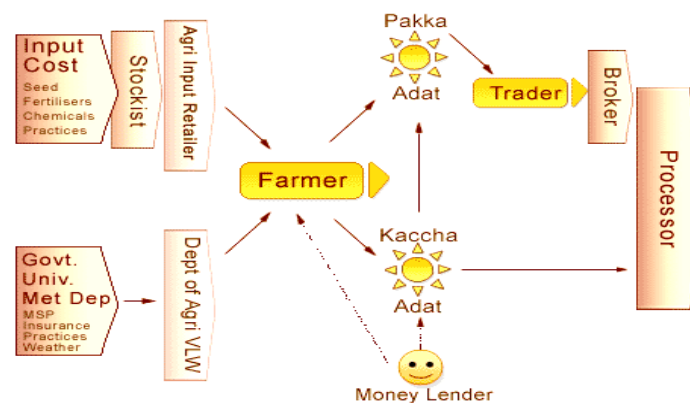 Input
Cost
Seed
Fertilisers
Chemicals
Practices
Stockist
Agri Input Retailer
Pakka
Adat
Trader
Broker
Processor
Farmer
Govt.
Univ.
Met Dep
MSP
Insurance
Practices
Weather
Dept of Agri VLW
Kaccha
Adat
Money Lender